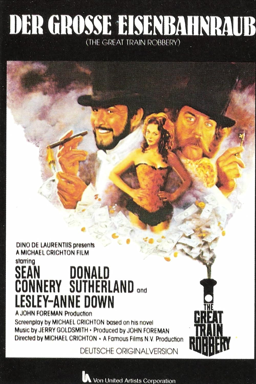 DER GROSSE EISENBAHNRAUB
(THE GREAT TRAIN ROBBERY)
DINO DE LAURENTIIS presents
A MICHAEL CRICHTON FILM
starring
SEAN CONNERY
DONALD SUTHERLAND and
LESLEY-ANNE DOWN
A JOHN FOREMAN Production
Screenplay by MICHAEL CRICHTON based on his novel
Music by JERRY GOLDSMITH • Produced by JOHN FOREMAN
Directed by MICHAEL CRICHTON • A Famous Films N.V. Production
THE
GREAT
TRAIN
ROBBERY
DEUTSCHE ORIGINALVERSION
Von United Artists Corporation